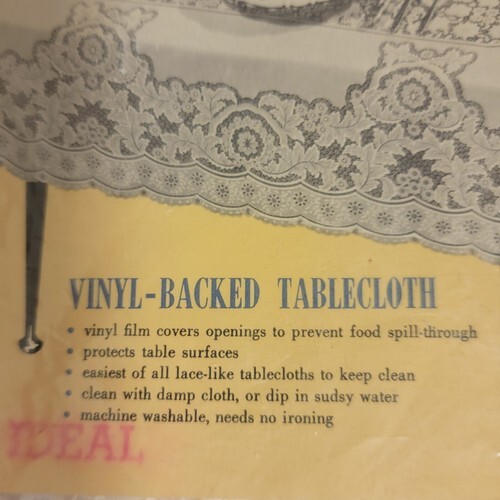 VINYL-BACKED TABLECLOTH
• vinyl film covers openings to prevent food spill-through
• protects table surfaces
• easiest of all lace-like tablecloths to keep clean
• clean with damp cloth, or dip in sudsy water
• machine washable, needs no ironing
IDEAL